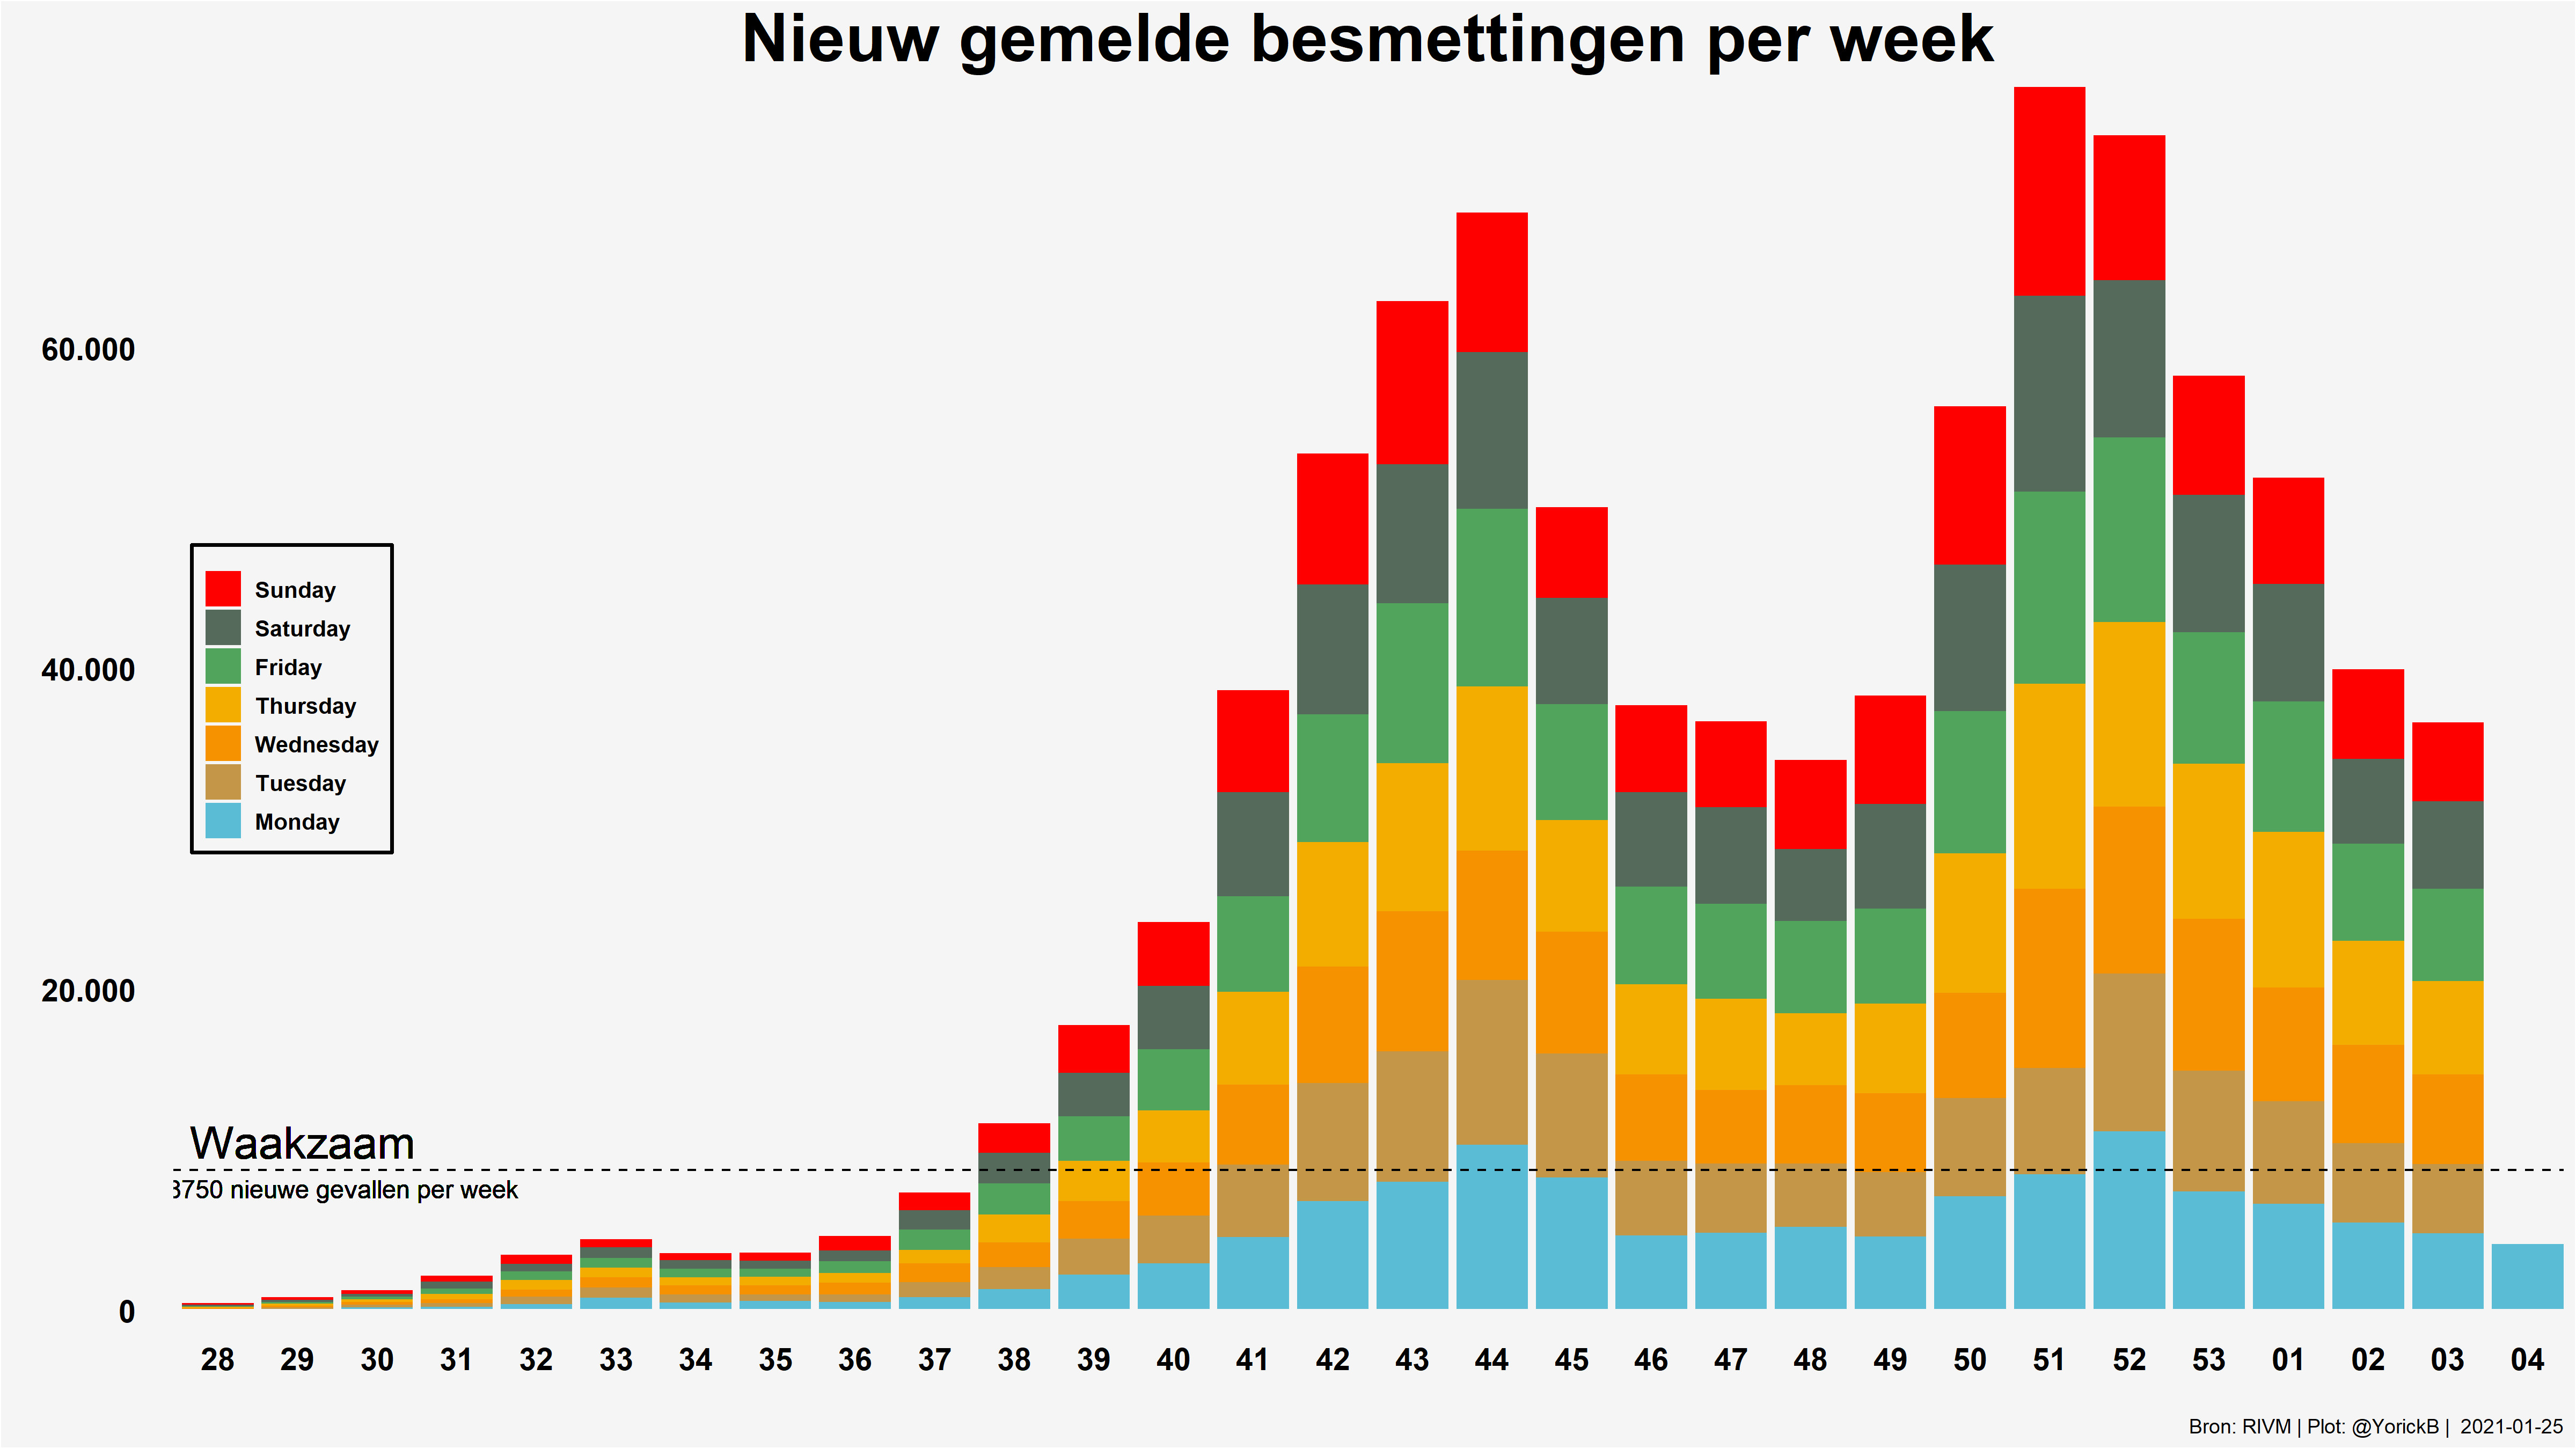 Nieuw gemelde besmettingen per week
60.000
40.000
20.000
0
Sunday
Saturday
Friday
Thursday
Wednesday
Tuesday
Monday
Waakzaam
8750 nieuwe gevallen per week
28 29 30 31 32 33 34 35 36 37 38 39 40 41 42 43 44 45 46 47 48 49 50 51 52 53 01 02 03 04
Bron: RIVM | Plot: @YorickB | 2021-01-25